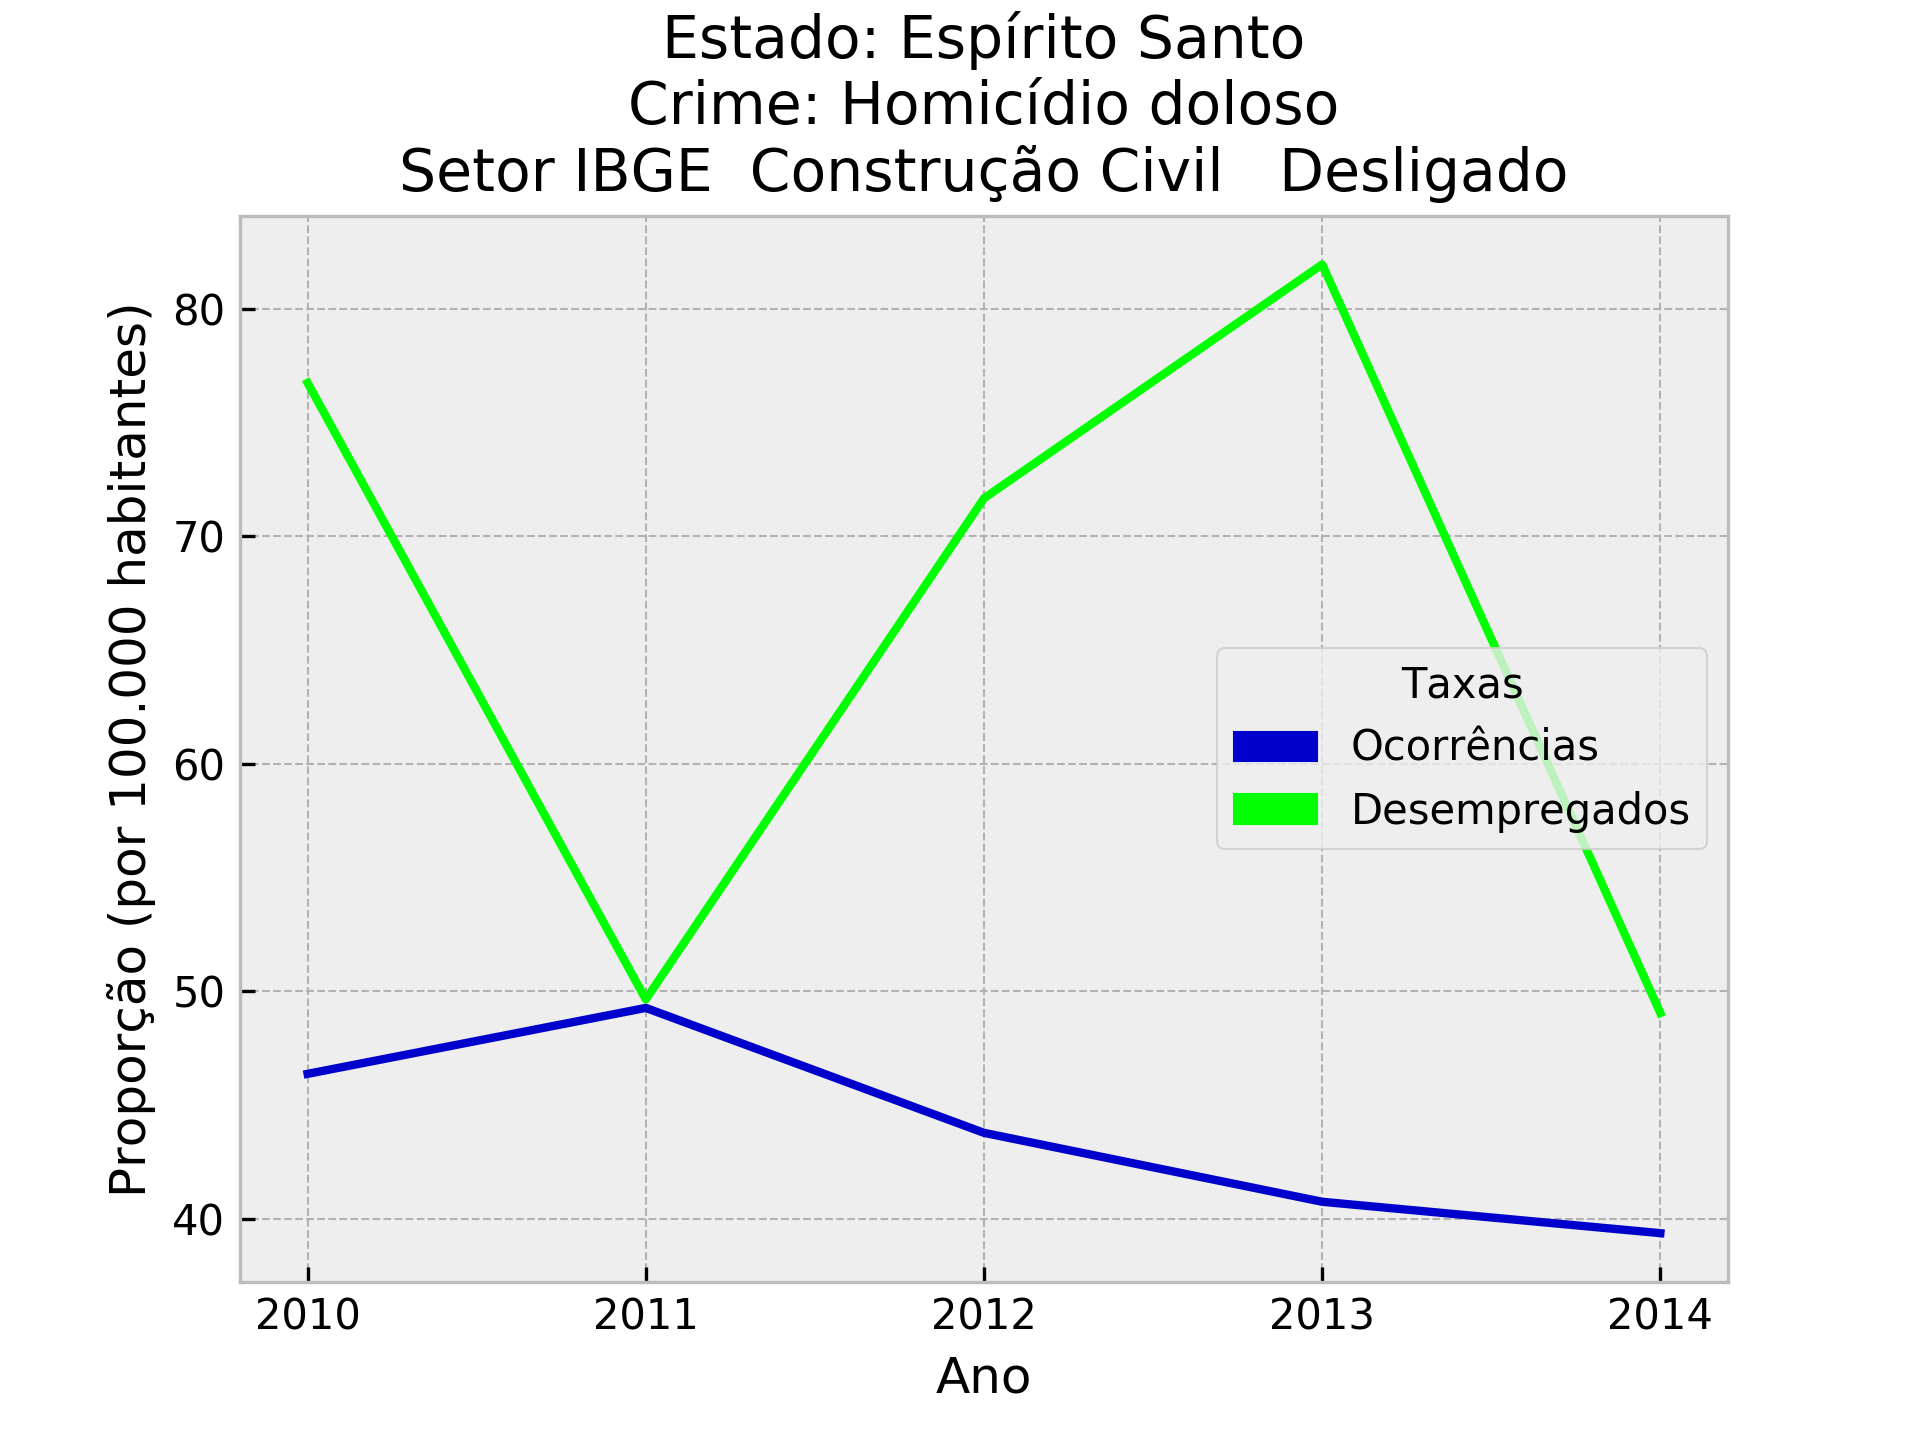 Estado: Espírito Santo
Crime: Homicídio doloso
Setor IBGE  Construção Civil   Desligado
Proporção (por 100.000 habitantes)
80
70
60
50
40
Taxas
Ocorrências
Desempregados
2010 2011 2012 2013 2014
Ano